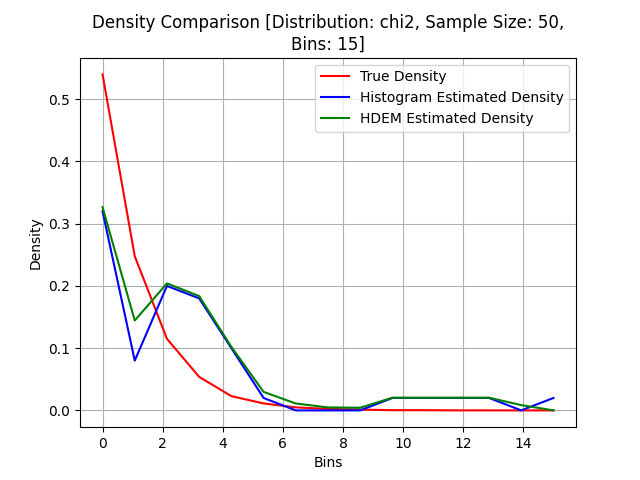 Density Comparison [Distribution: chi2, Sample Size: 50,
Bins: 15]
True Density
Histogram Estimated Density
HDEM Estimated Density
Density
0.5
0.4
0.3
0.2
0.1
0.0
0 2 4 6 8 10 12 14
Bins